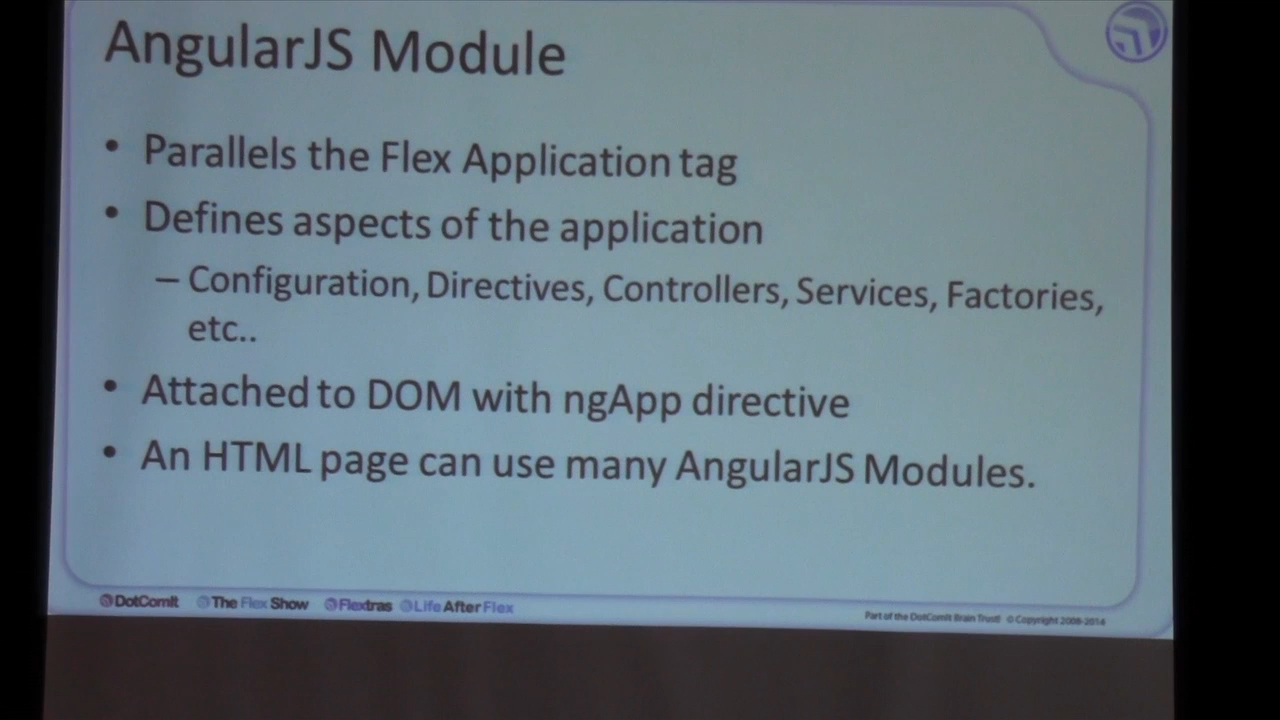 AngularJS Module
• Parallels the Flex Application tag
• Defines aspects of the application
– Configuration, Directives, Controllers, Services, Factories,
etc..
• Attached to DOM with ngApp directive
• An HTML page can use many AngularJS Modules.
DotComIt The Flex Show Flextras Life After Flex
Part of the DotComIt Brain Trust! © Copyright 2008-2014